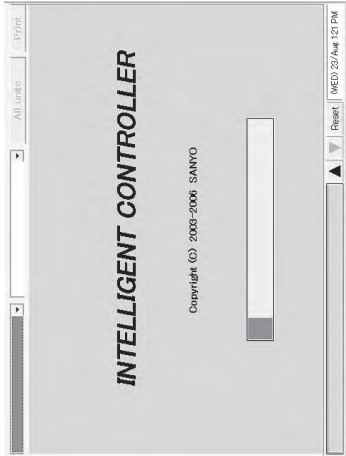 All units Print
INTELLIGENT CONTROLLER
Copyright (C) 2003-2006 SANYO
Reset (WED) 23/Aug 1:21 PM